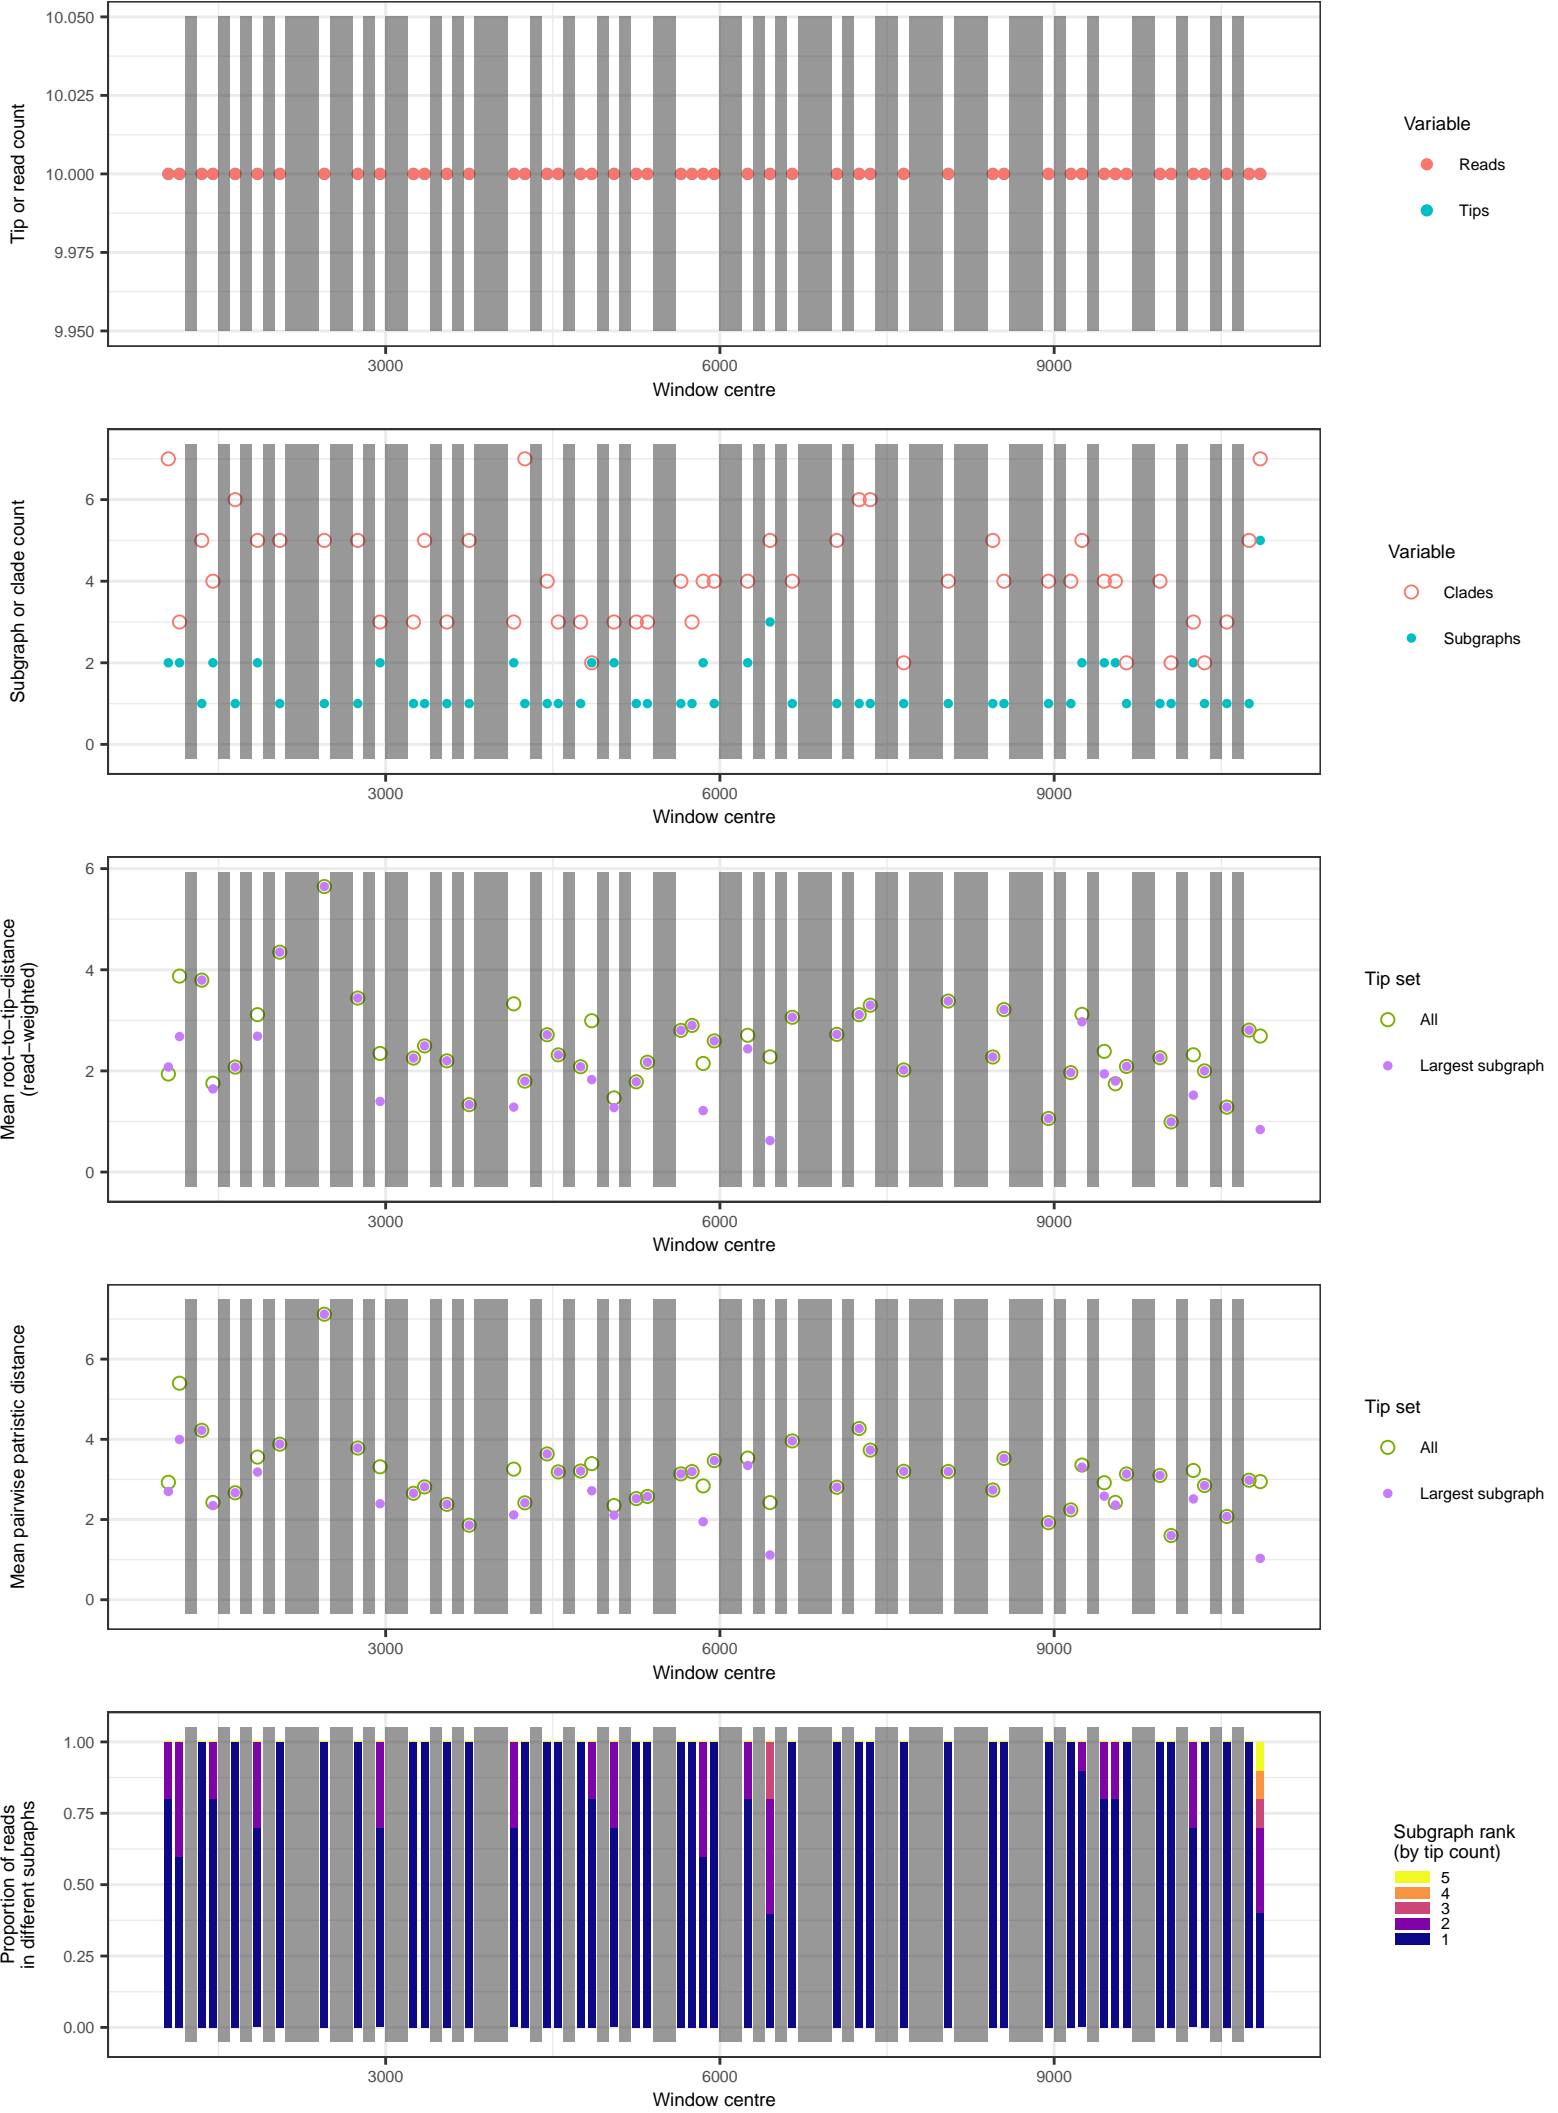 10.050
10.025
10.000
9.975
9.950
Tip or read count
3000
6000
9000
Window centre
Variable
Reads
Tips
6
4
2
0
Subgraph or clade count
3000
6000
9000
Window centre
Variable
Clades
Subgraphs
6
4
2
0
Mean root−to−tip−distance
(read−weighted)
3000
6000
9000
Window centre
Tip set
All
Largest subgraph
6
4
2
0
Mean pairwise patristic distance
3000
6000
9000
Window centre
Tip set
All
Largest subgraph
1.00
0.75
0.50
0.25
0.00
Proportion of reads
in different subraphs
3000
6000
9000
Window centre
Subgraph rank
(by tip count)
5
4
3
2
1